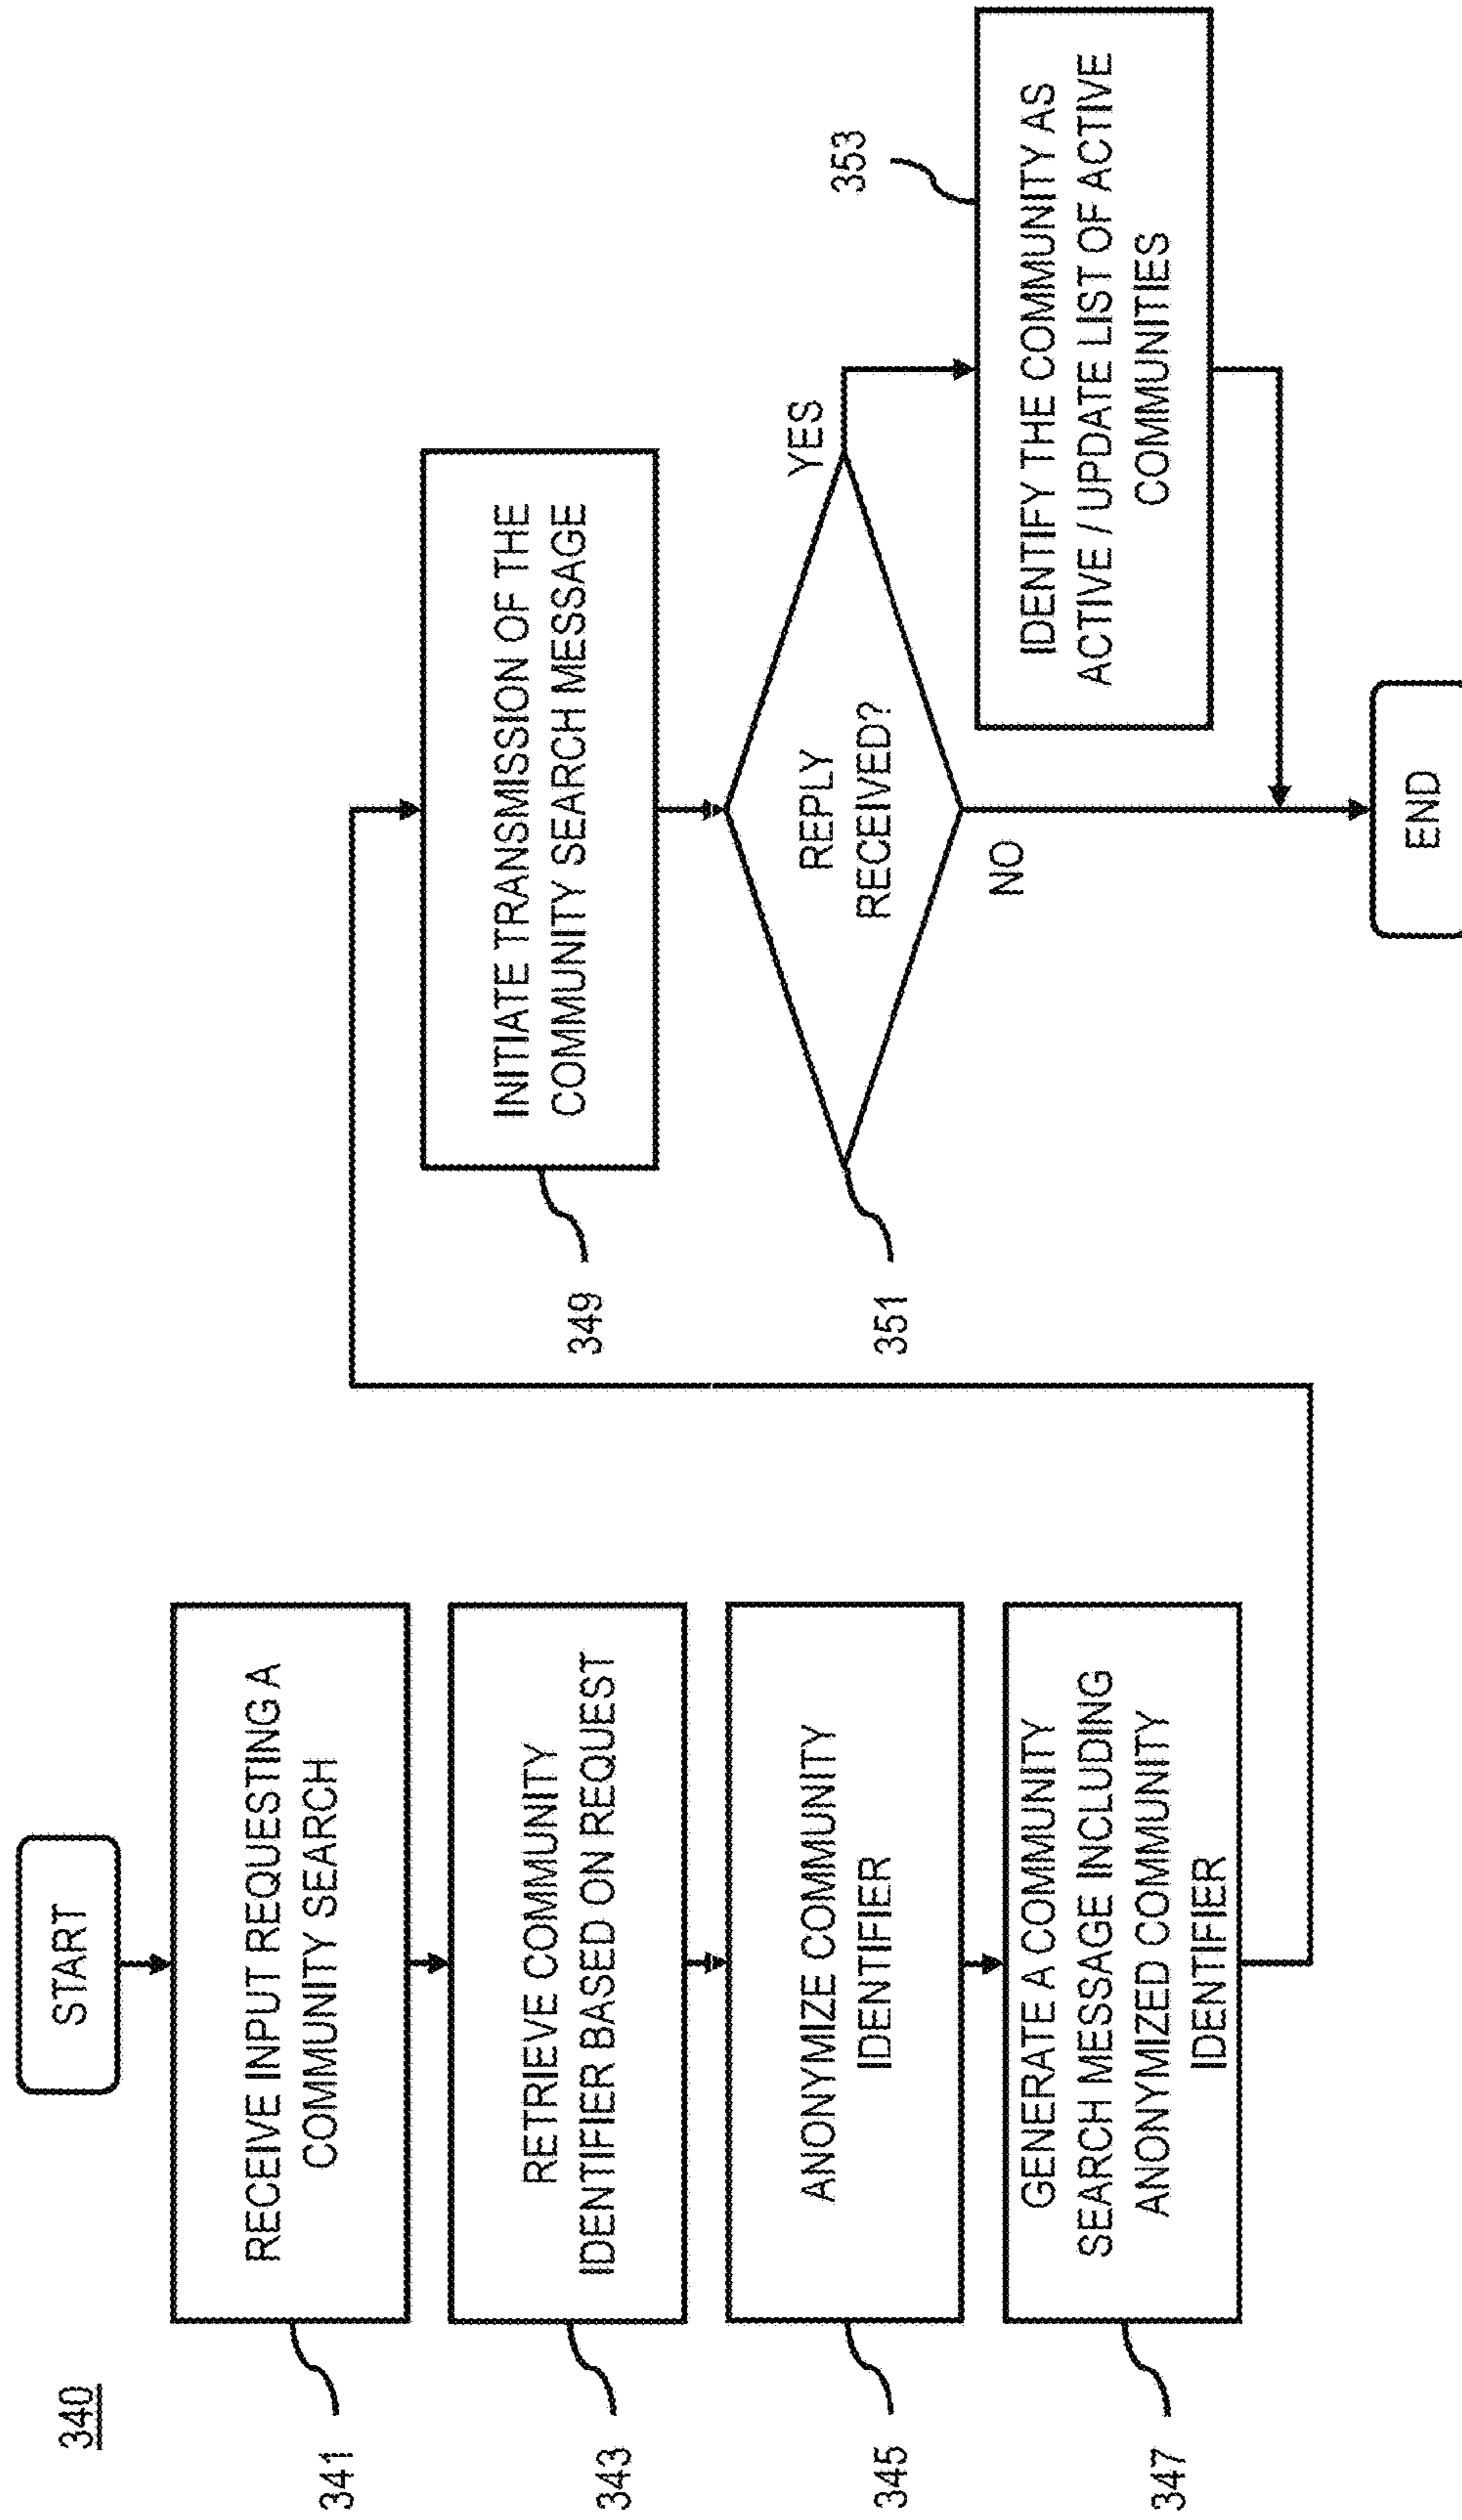 340
START
341
RECEIVE INPUT REQUESTING A
COMMUNITY SEARCH
343
RETRIEVE COMMUNITY
IDENTIFIER BASED ON REQUEST
345
ANONYMIZE COMMUNITY
IDENTIFIER
347
GENERATE A COMMUNITY
SEARCH MESSAGE INCLUDING
ANONYMIZED COMMUNITY
IDENTIFIER
349
INITIATE TRANSMISSION OF THE
COMMUNITY SEARCH MESSAGE
351
REPLY
RECEIVED?
YES
NO
353
IDENTIFY THE COMMUNITY AS
ACTIVE / UPDATE LIST OF ACTIVE
COMMUNITIES
END